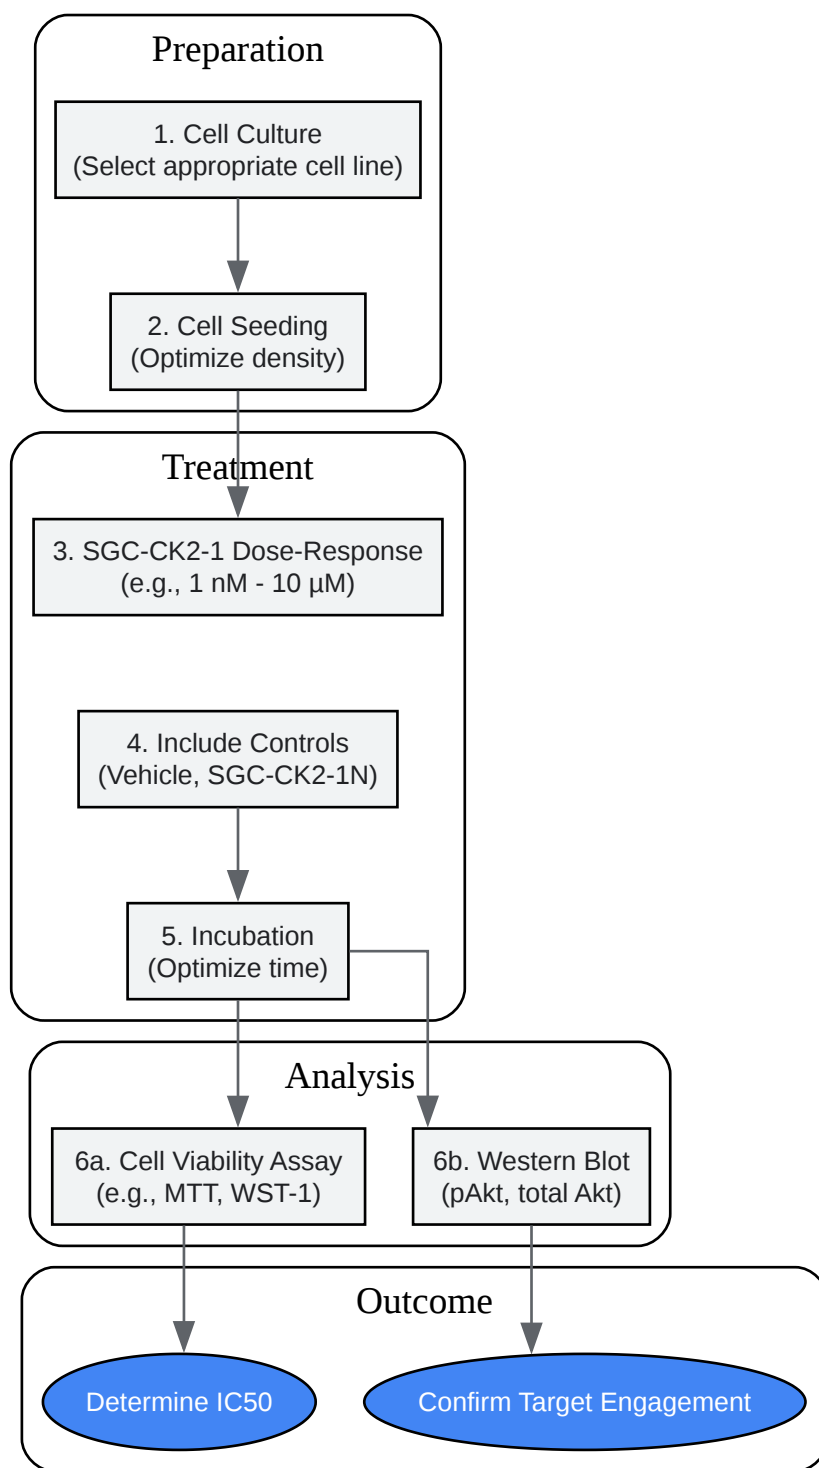 Preparation
1. Cell Culture
(Select appropriate cell line)
2. Cell Seeding
(Optimize density)
Treatment
3. SGC-CK2-1 Dose-Response
(e.g., 1 nM - 10 µM)
4. Include Controls
(Vehicle, SGC-CK2-1N)
5. Incubation
(Optimize time)
Analysis
6a. Cell Viability Assay
(e.g., MTT, WST-1)
6b. Western Blot
(pAkt, total Akt)
Outcome
Determine IC50
Confirm Target Engagement